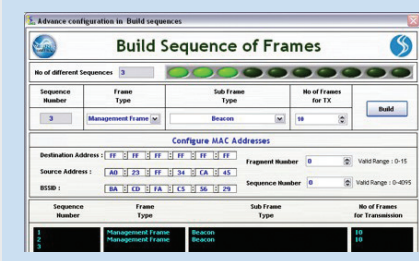 Advance configuration in Build sequences
Build Sequence of Frames
No of different Sequences 3
Sequence Number Frame Type Sub Frame Type No of Frames for TX
3 Management Frame Beacon 10 Build
Configure MAC Addresses
Destination Address : FF : FF : FF : FF : FF : FF
Fragment Number 0 Valid Range : 0-15
Source Address : A0 : 23 : FF : 34 : CA : 45
Sequence Number 0 Valid Range : 0-4095
BSSID : BA : CD : FA : C5 : 56 : 29
Sequence Number Frame Type Sub Frame Type No of Frames for Transmission
1 Management Frame Beacon 10
2 Management Frame Beacon 10
3